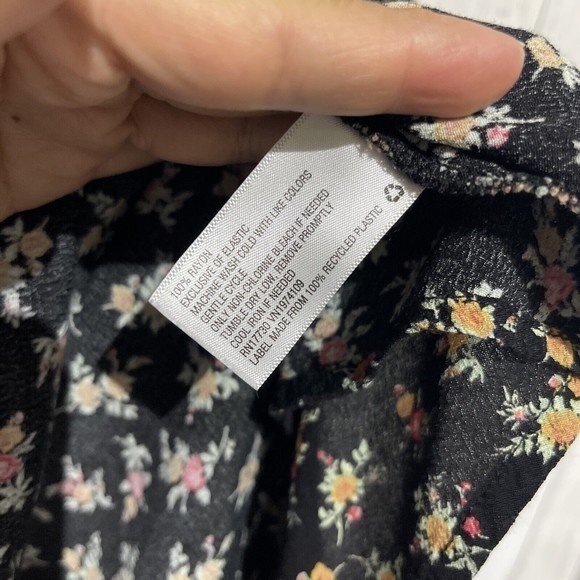 100% RAYON
EXCLUSIVE OF ELASTIC
MACHINE WASH COLD WITH LIKE COLORS
GENTLE CYCLE
ONLY NON-CHLORINE BLEACH IF NEEDED
TUMBLE DRY LOW, REMOVE PROMPTLY
COOL IRON IF NEEDED
RN17730 VN1974109
LABEL MADE FROM 100% RECYCLED PLASTIC